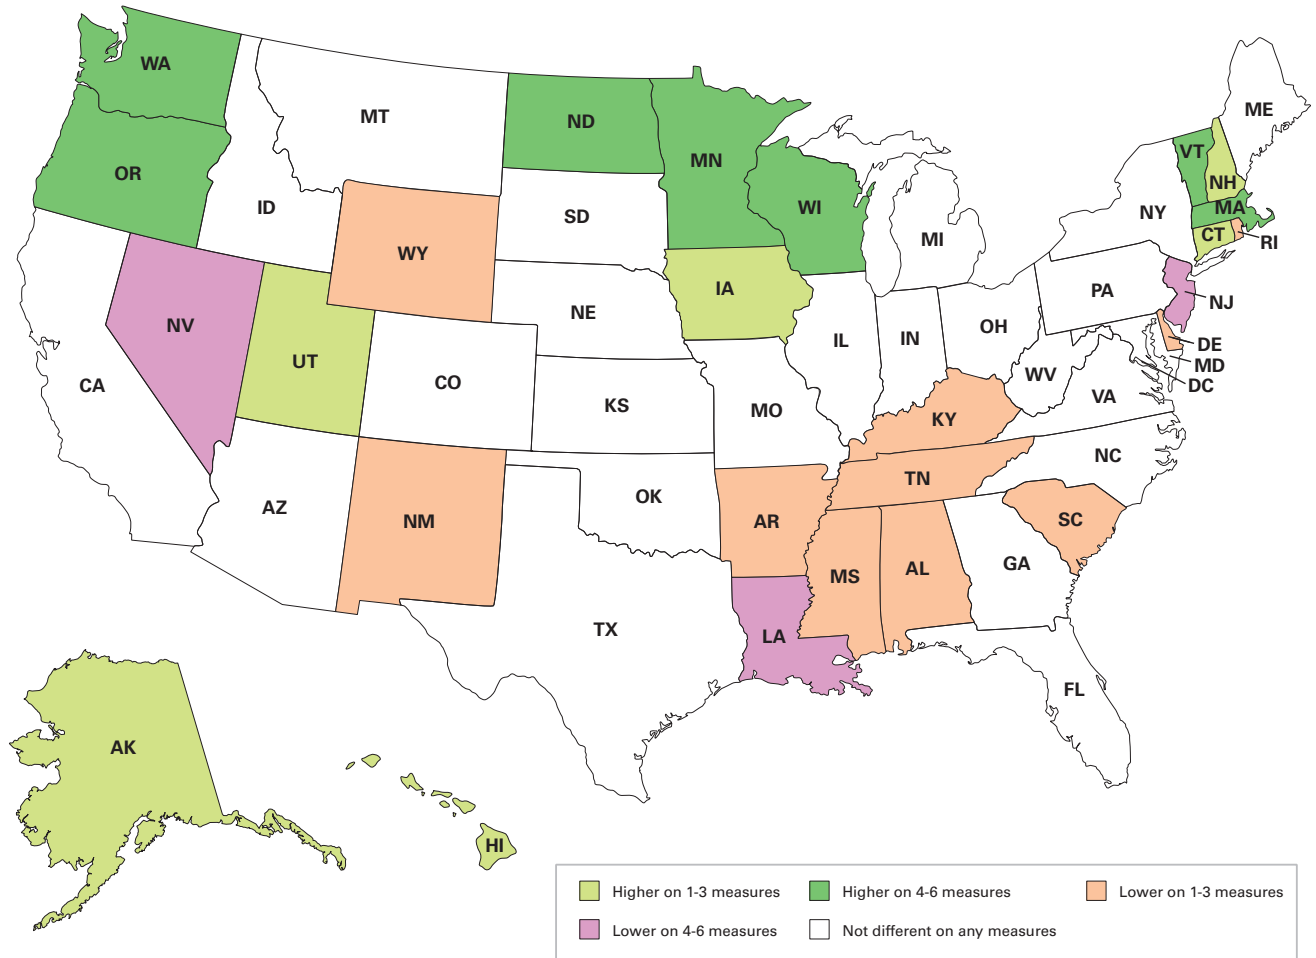 WA
MT
ND
MN
ME
OR
ID
SD
WI
MI
NY
VT
NH
MA
CT
RI
WY
NV
UT
CO
NE
IA
IL
IN
OH
PA
NJ
DE
MD
DC
CA
KS
MO
WV
VA
KY
AZ
NM
OK
AR
TN
NC
SC
TX
LA
MS
AL
GA
FL
AK
HI
Higher on 1-3 measures
Higher on 4-6 measures
Lower on 1-3 measures
Lower on 4-6 measures
Not different on any measures